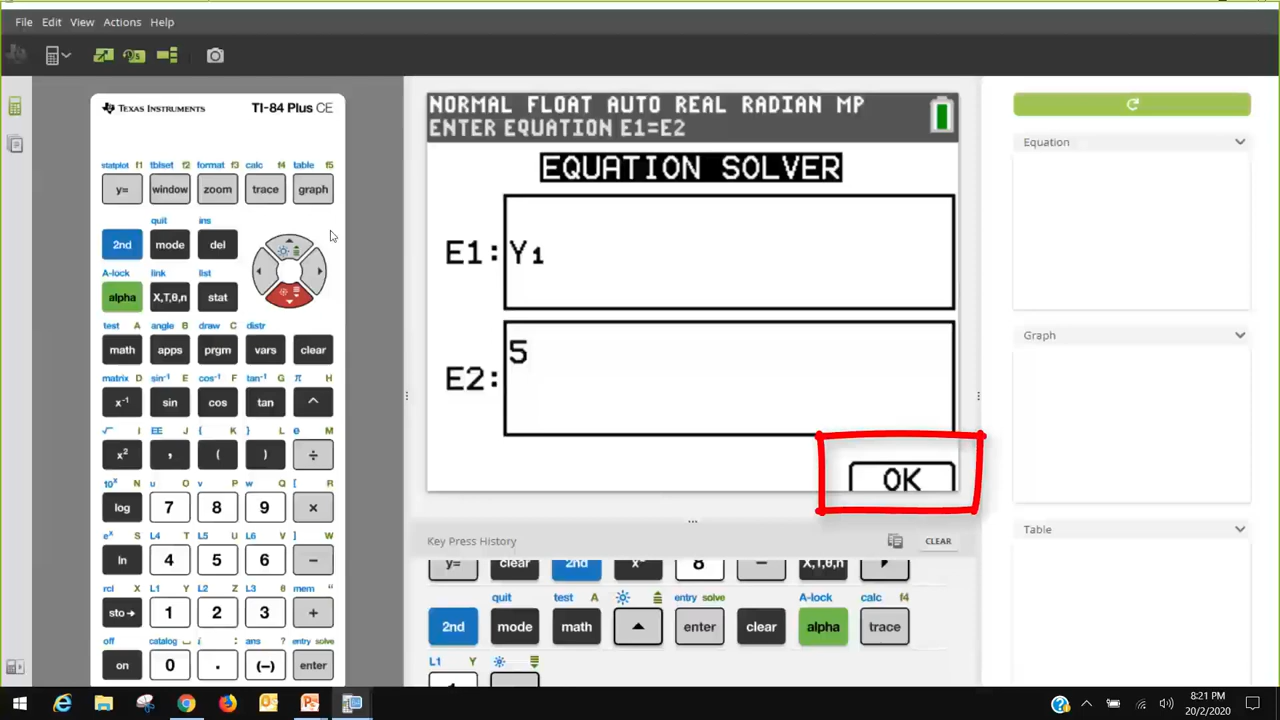 File Edit View Actions Help
TEXAS INSTRUMENTS TI-84 Plus CE
statplot f1 tblset f2 format f3 calc f4 table f5
y= window zoom trace graph
quit ins
2nd mode del
A-lock link list
alpha X,T,θ,n stat
test A angle B draw C distr
math apps prgm vars clear
matrix D sin⁻¹ E cos⁻¹ F tan⁻¹ G π H
x⁻¹ sin cos tan ^
√ I EE J { K } L e M
x² , ( ) ÷
10ˣ N u O v P w Q [ R
log 7 8 9 ×
eˣ S L4 T L5 U L6 V ] W
ln 4 5 6 −
rcl X L1 Y L2 Z L3 θ mem "
sto→ 1 2 3 +
off catalog i : ans ? entry solve
on 0 . (−) enter
NORMAL FLOAT AUTO REAL RADIAN MP
ENTER EQUATION E1=E2
EQUATION SOLVER
E1: Y₁
E2: 5
OK
Key Press History CLEAR
y= clear 2nd 8 − X,T,θ,n
quit test A entry solve A-lock calc f4
2nd mode math enter clear alpha trace
L1 Y
Equation
Graph
Table
8:21 PM
20/2/2020